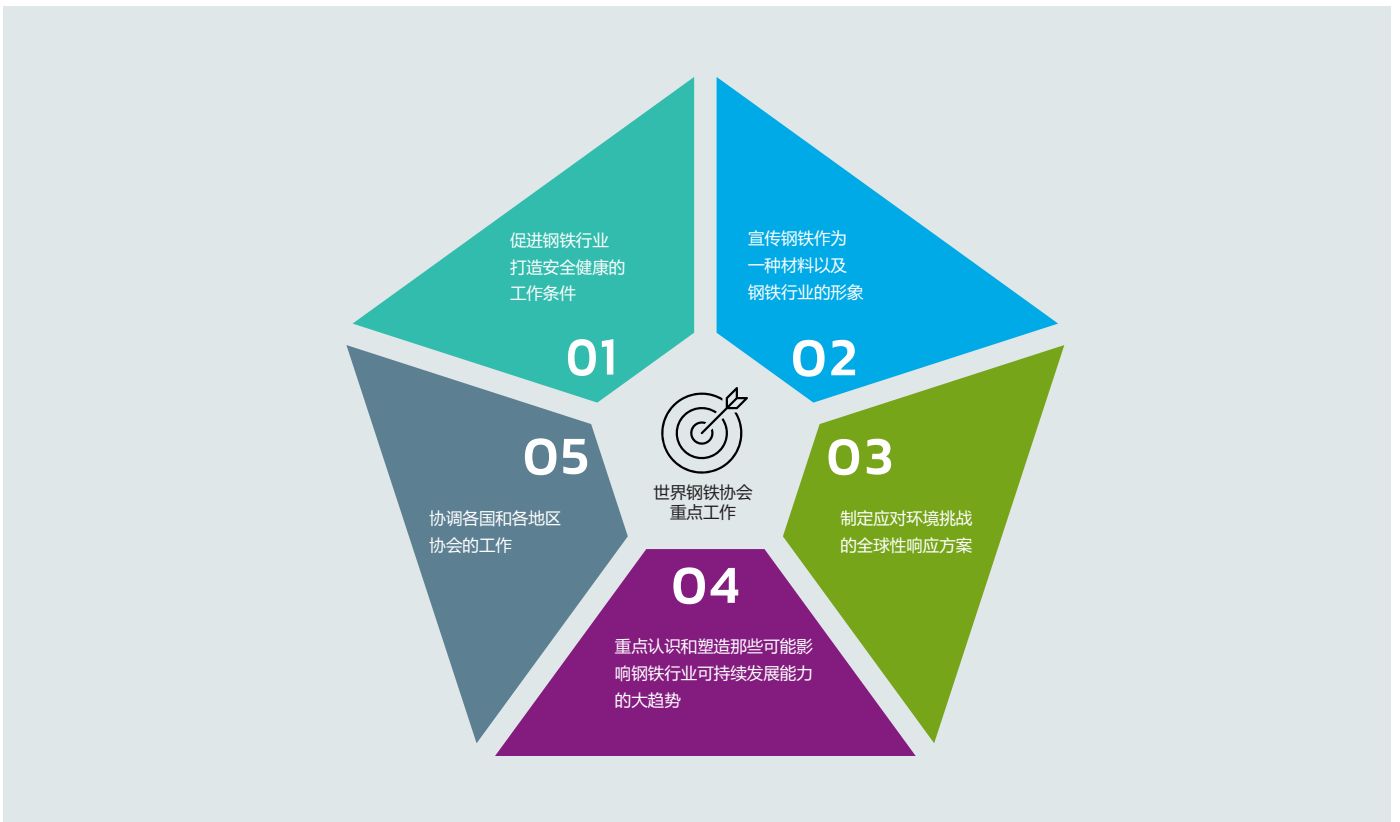 促进钢铁行业
打造安全健康的
工作条件
01
宣传钢铁作为
一种材料以及
钢铁行业的形象
02
03
制定应对环境挑战
的全球性响应方案
04
重点认识和塑造那些可能影
响钢铁行业可持续发展能力
的大趋势
05
协调各国和各地区
协会的工作
世界钢铁协会
重点工作